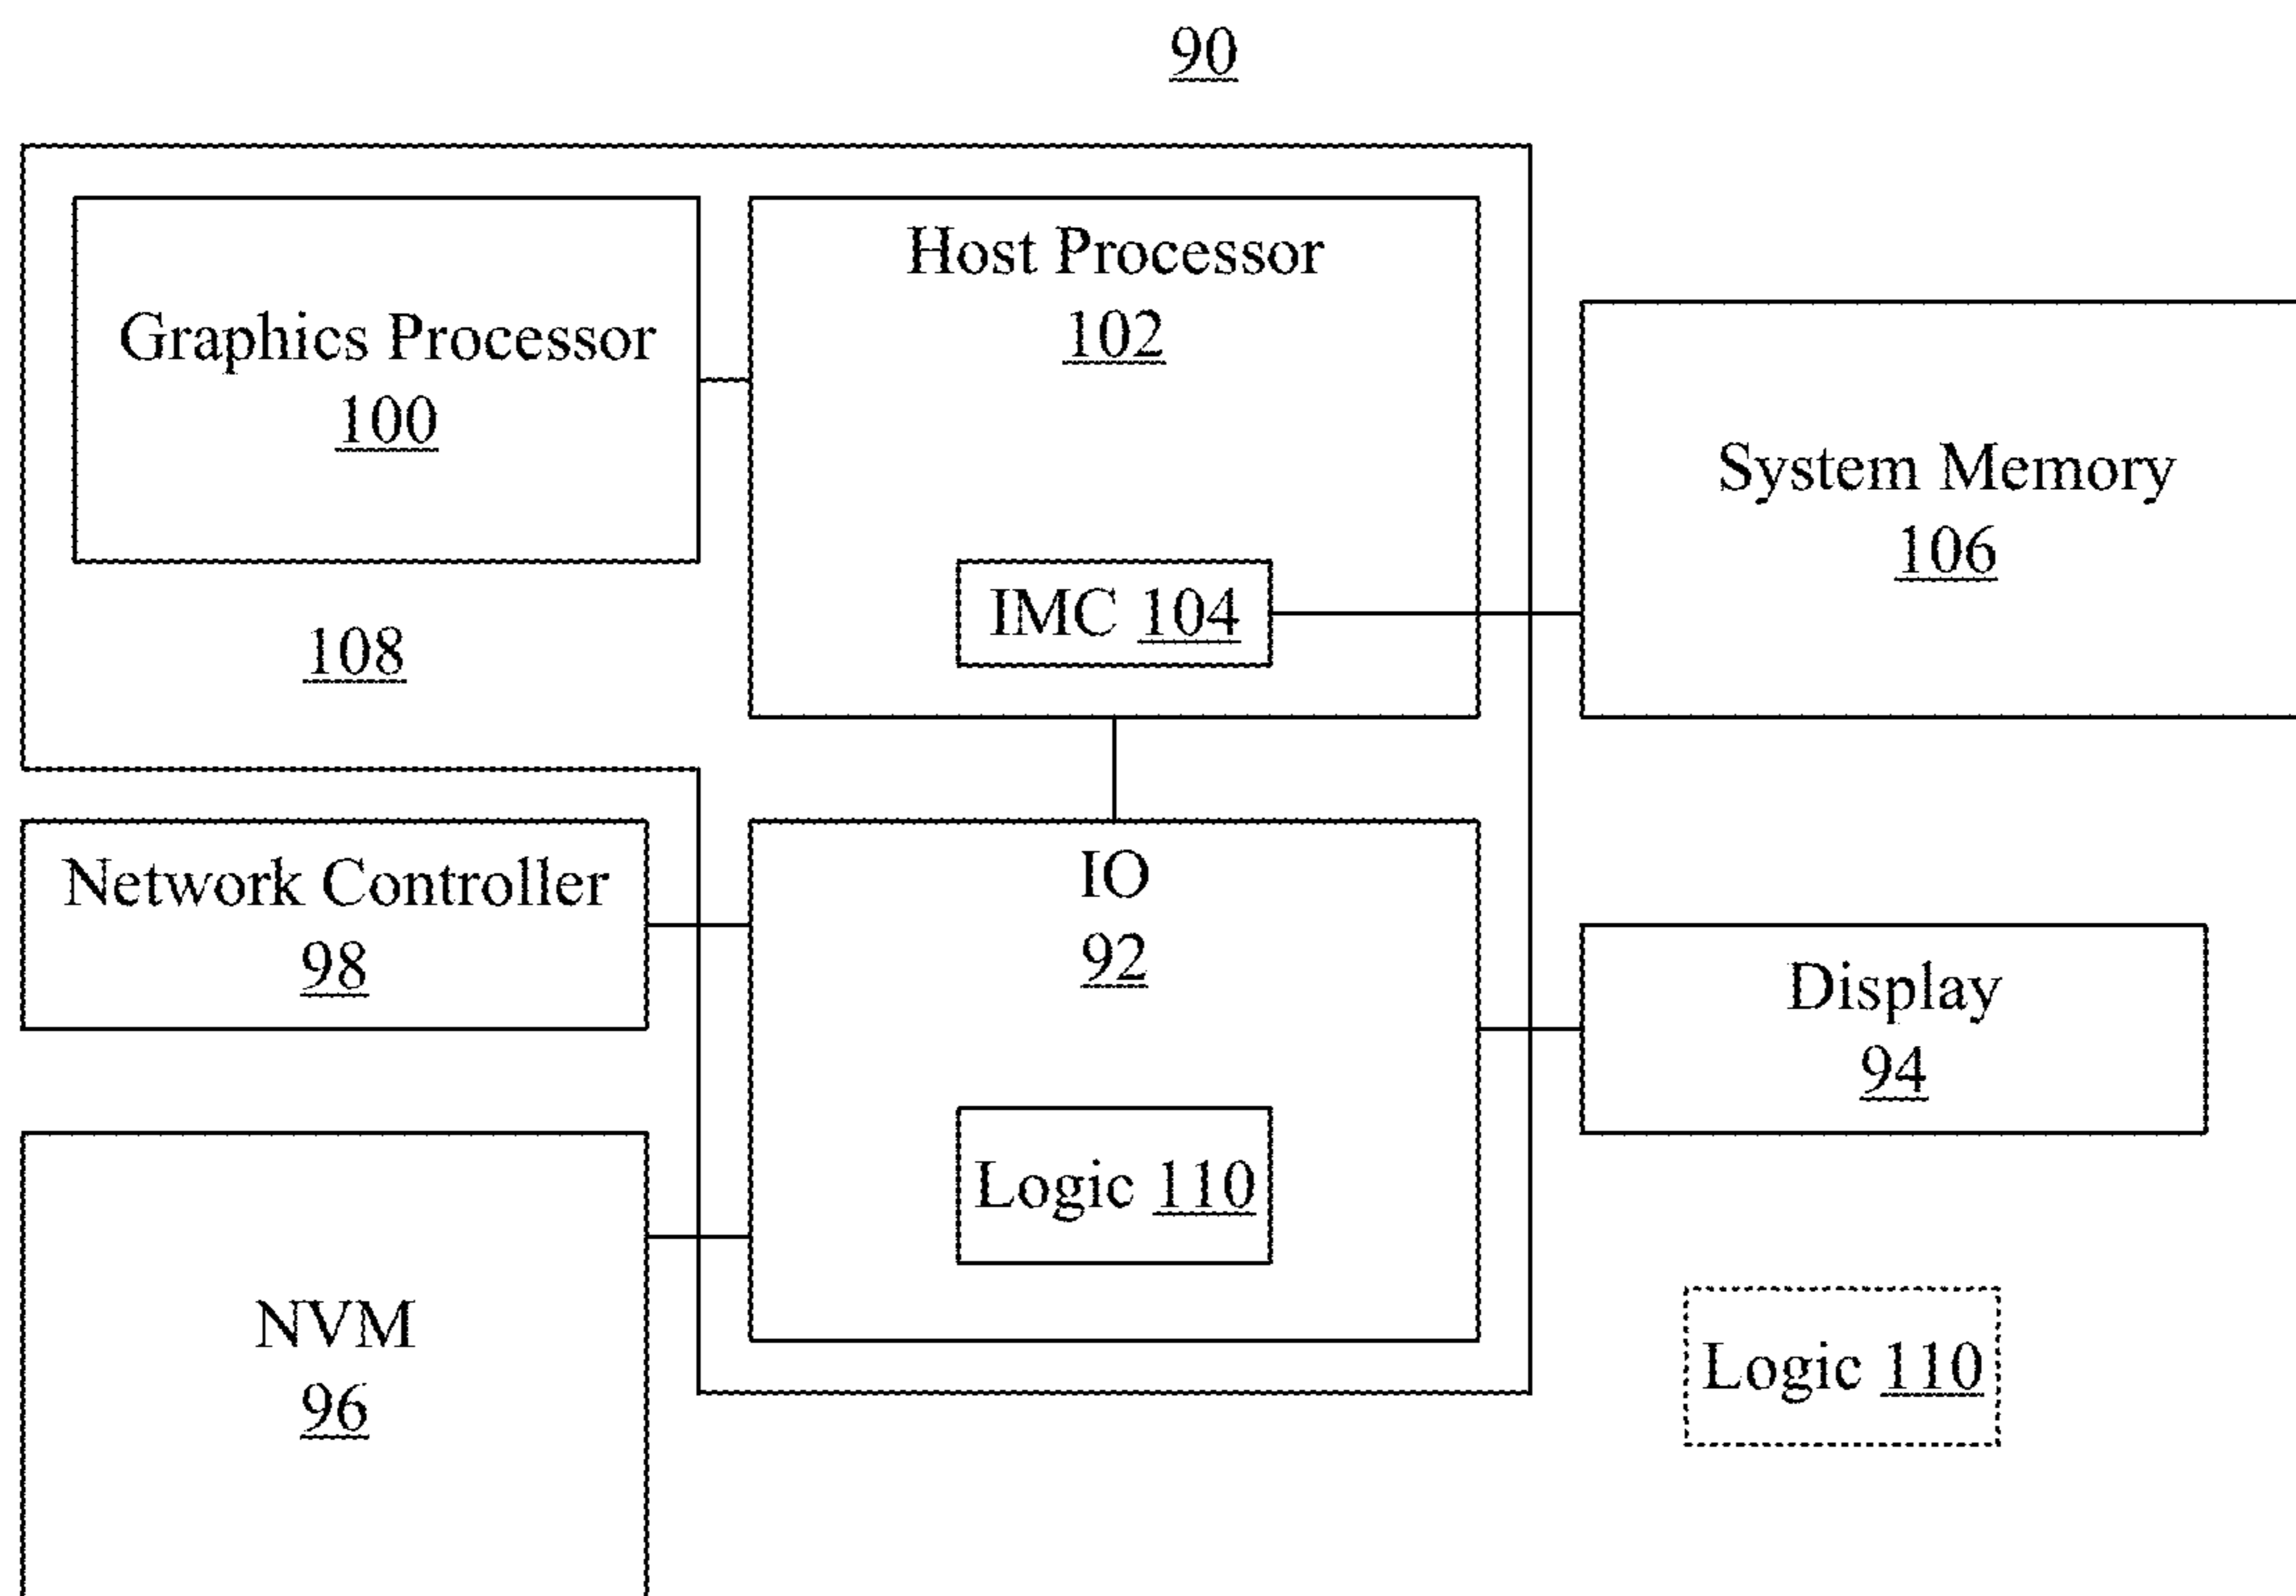 90
Host Processor
102
Graphics Processor
100
System Memory
106
IMC 104
108
Network Controller
98
IO
92
Display
94
Logic 110
NVM
96
Logic 110